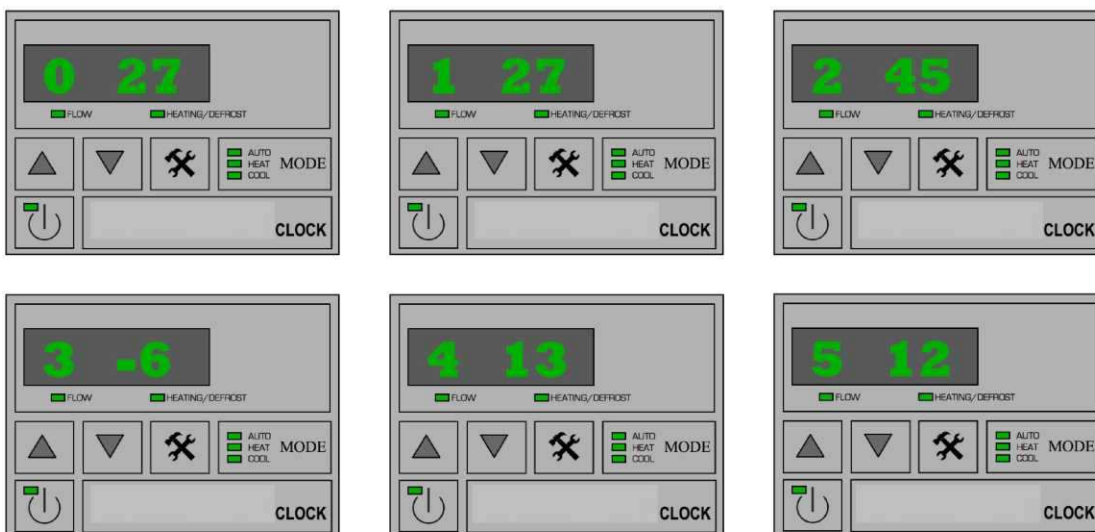 0 27
FLOW HEATING/DEFROST
AUTO
HEAT MODE
COOL
CLOCK
1 27
FLOW HEATING/DEFROST
AUTO
HEAT MODE
COOL
CLOCK
2 45
FLOW HEATING/DEFROST
AUTO
HEAT MODE
COOL
CLOCK
3 -6
FLOW HEATING/DEFROST
AUTO
HEAT MODE
COOL
CLOCK
4 13
FLOW HEATING/DEFROST
AUTO
HEAT MODE
COOL
CLOCK
5 12
FLOW HEATING/DEFROST
AUTO
HEAT MODE
COOL
CLOCK